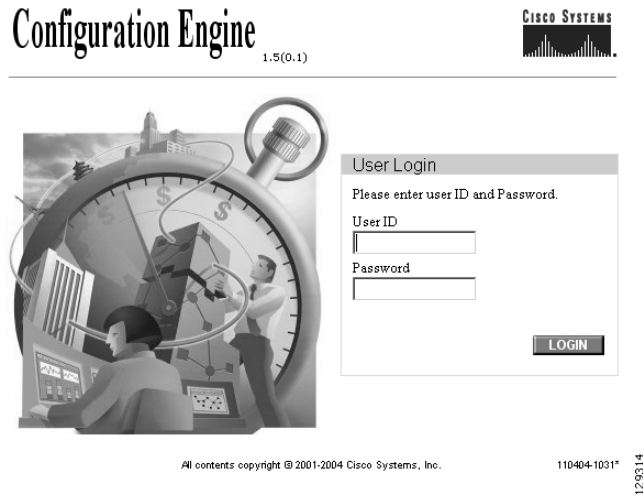 Configuration Engine 1.5(0.1)
CISCO SYSTEMS
$ $ $
User Login
Please enter user ID and Password.
User ID
Password
LOGIN
All contents copyright © 2001-2004 Cisco Systems, Inc.
110404-1031*
129314